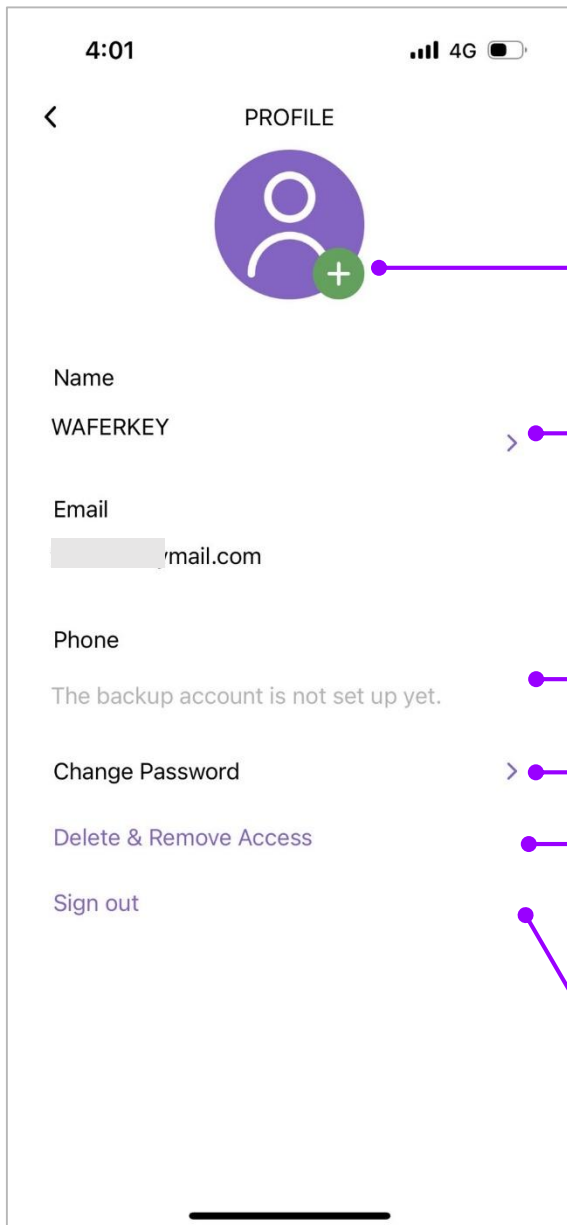 4:01 4G
PROFILE
Name
WAFERKEY
Email
mail.com
Phone
The backup account is not set up yet.
Change Password
Delete & Remove Access
Sign out